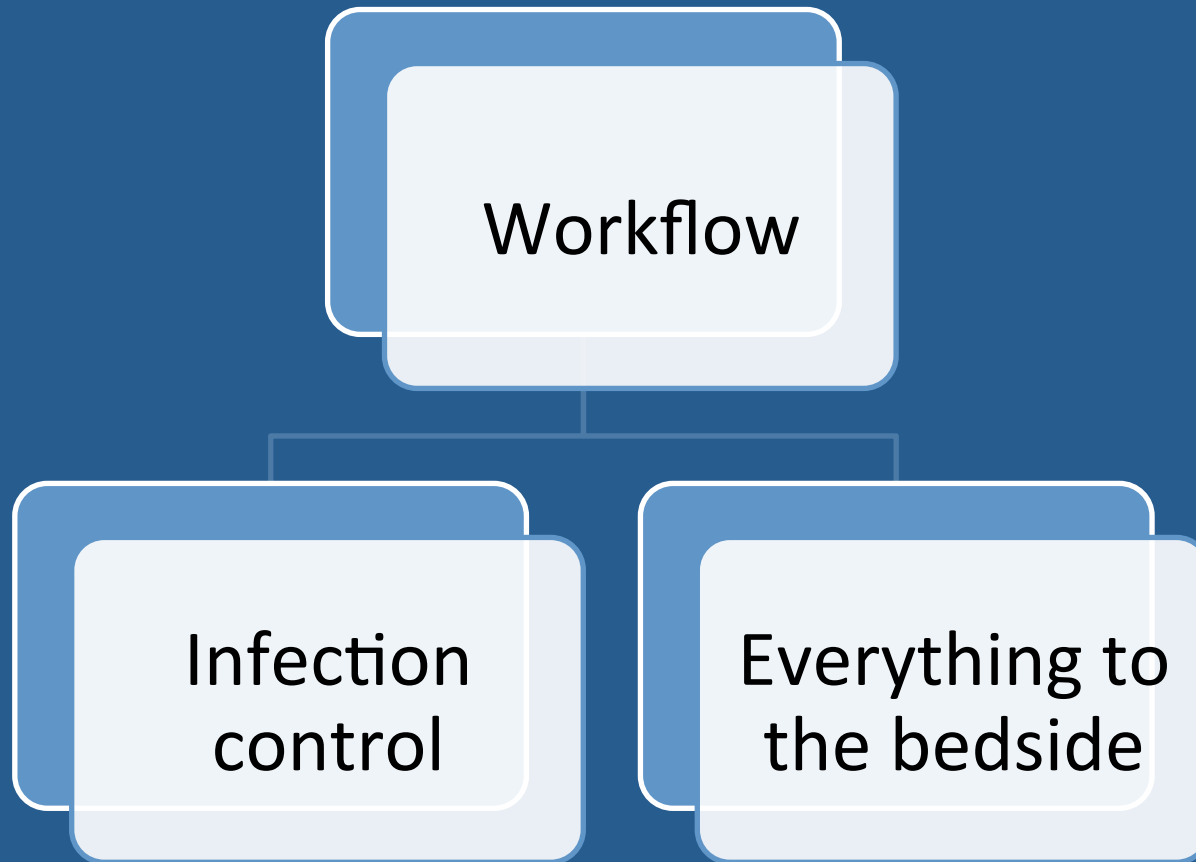 Workflow
Infection
control
Everything to
the bedside